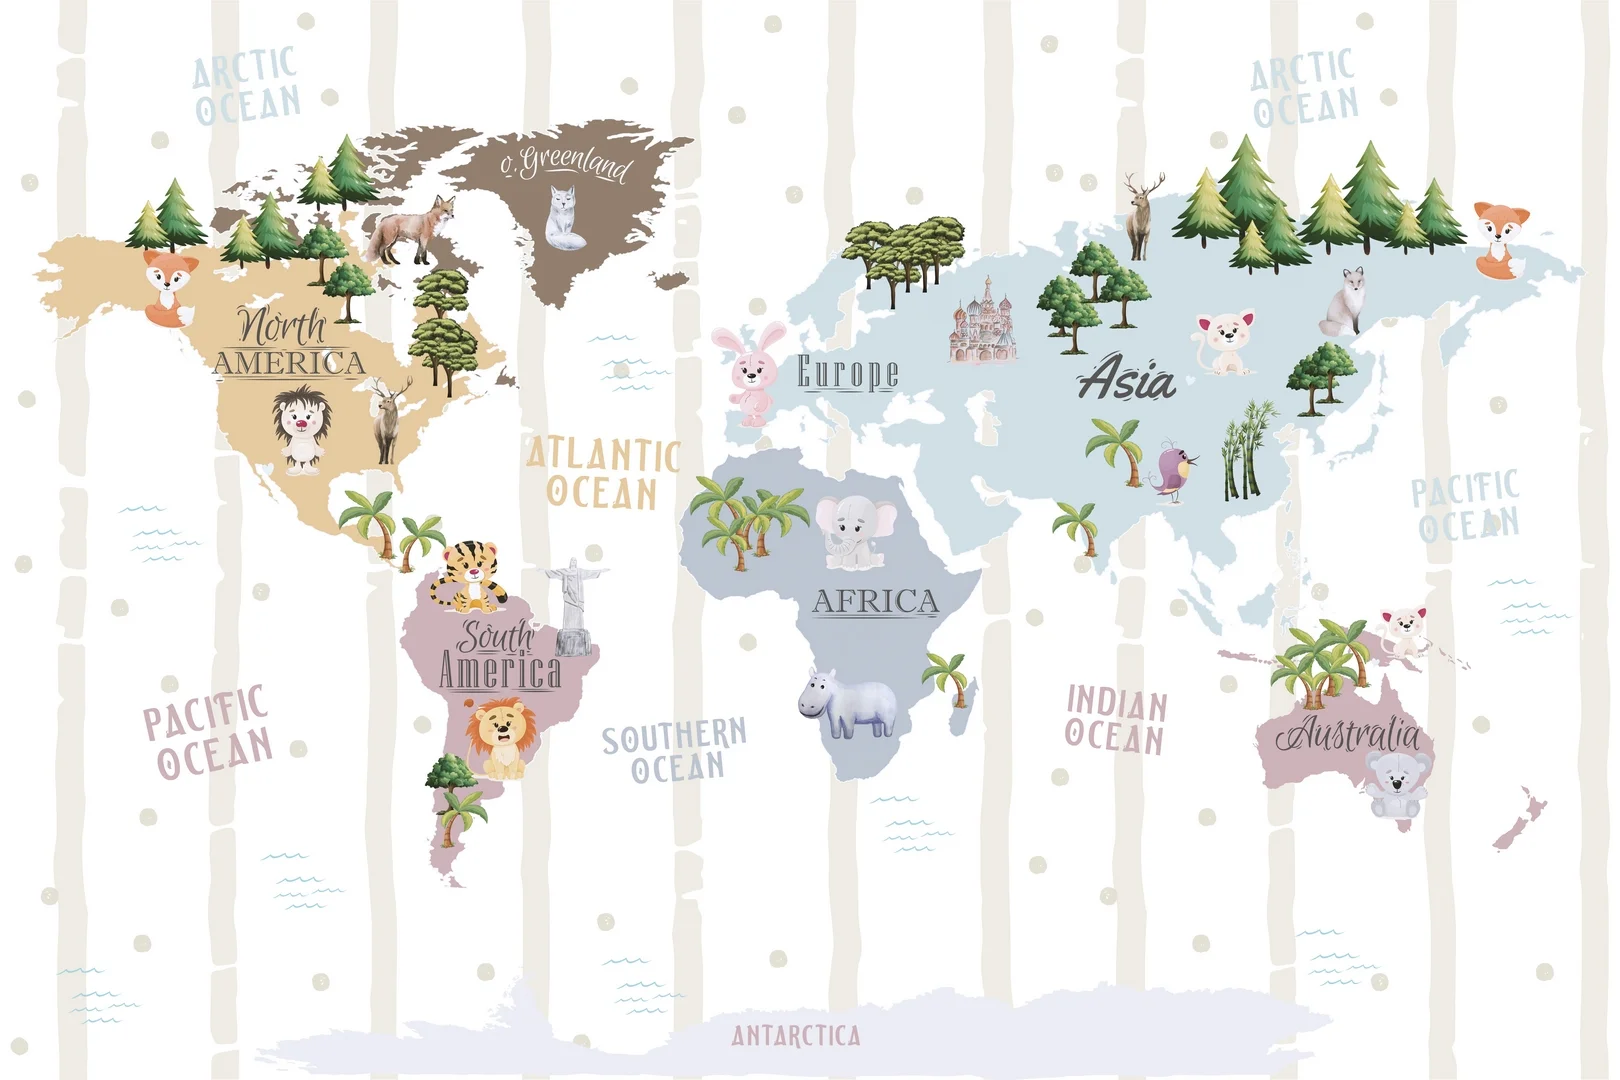 ARCTIC
OCEAN
ARCTIC
OCEAN
o. Greenland
North
AMERICA
Europe
Asia
ATLANTIC
OCEAN
PACIFIC
OCEAN
AFRICA
South
America
PACIFIC
OCEAN
SOUTHERN
OCEAN
INDIAN
OCEAN
Australia
ANTARCTICA